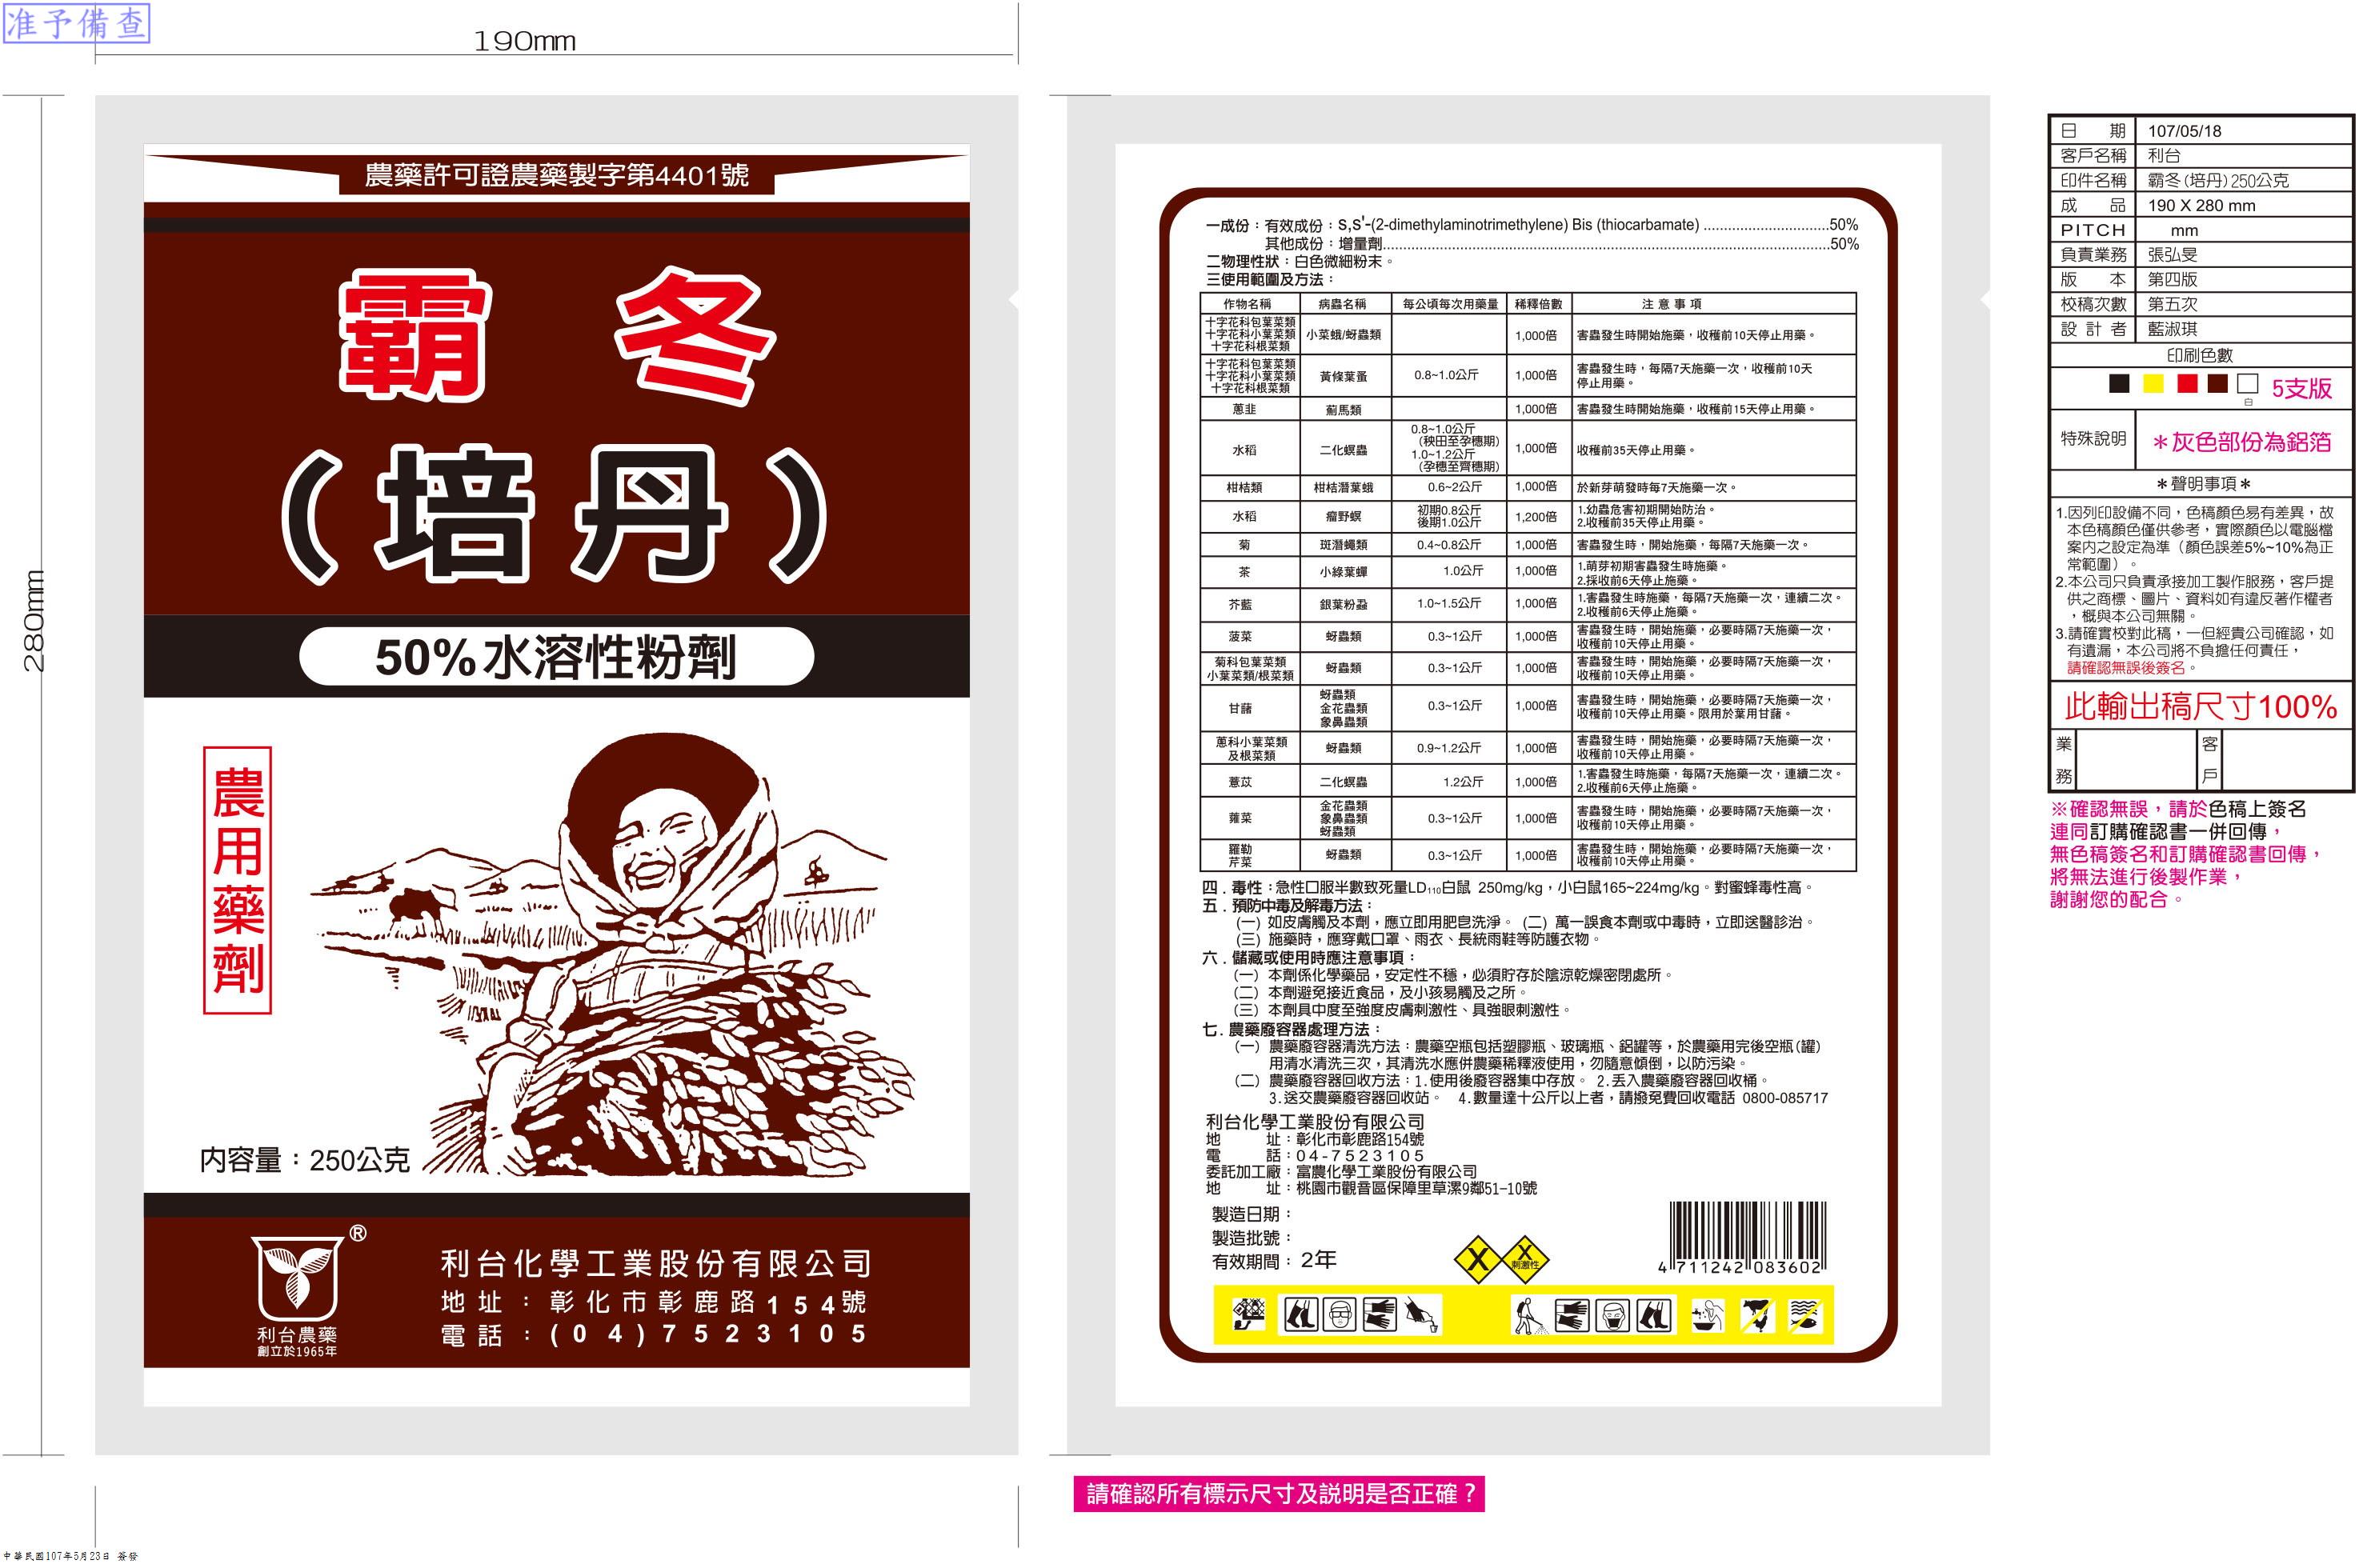 准予備查
190mm
280mm
農藥許可證農藥製字第4401號
霸 冬
(培丹)
50%水溶性粉劑
農用藥劑
內容量：250公克
®
利台農藥
創立於1965年
利台化學工業股份有限公司
地址：彰化市彰鹿路154號
電話：(04)7523105
一成份：有效成份：S,S'-(2-dimethylaminotrimethylene) Bis (thiocarbamate) ..............................50%
其他成份：增量劑..........................................................................................................50%
二物理性狀：白色微細粉末。
三使用範圍及方法：
作物名稱 病蟲名稱 每公頃每次用藥量 稀釋倍數 注意事項
十字花科包葉菜類
十字花科小葉菜類 小菜蛾/蚜蟲類 1,000倍 害蟲發生時開始施藥，收穫前10天停止用藥。
十字花科根菜類
十字花科包葉菜類
十字花科小葉菜類 黃條葉蚤 0.8~1.0公斤 1,000倍 害蟲發生時，每隔7天施藥一次，收穫前10天
十字花科根菜類 停止用藥。
蔥韭 薊馬類 1,000倍 害蟲發生時開始施藥，收穫前15天停止用藥。
水稻 二化螟蟲 0.8~1.0公斤
(秧田至孕穗期)
1.0~1.2公斤
(孕穗至齊穗期) 1,000倍 收穫前35天停止用藥。
柑桔類 柑桔潛葉蛾 0.6~2公斤 1,000倍 於新芽萌發時每7天施藥一次。
水稻 瘤野螟 初期0.8公斤
後期1.0公斤 1,200倍 1.幼蟲危害初期開始防治。
2.收穫前35天停止用藥。
菊 斑潛蠅類 0.4~0.8公斤 1,000倍 害蟲發生時，開始施藥，每隔7天施藥一次。
茶 小綠葉蟬 1.0公斤 1,000倍 1.萌芽初期害蟲發生時施藥。
2.採收前6天停止施藥。
芥藍 銀葉粉蝨 1.0~1.5公斤 1,000倍 1.害蟲發生時施藥，每隔7天施藥一次，連續二次。
2.收穫前6天停止施藥。
菠菜 蚜蟲類 0.3~1公斤 1,000倍 害蟲發生時，開始施藥，必要時隔7天施藥一次，
收穫前10天停止用藥。
菊科包葉菜類
小葉菜類/根菜類 蚜蟲類 0.3~1公斤 1,000倍 害蟲發生時，開始施藥，必要時隔7天施藥一次，
收穫前10天停止用藥。
甘藷 蚜蟲類
金花蟲類
象鼻蟲類 0.3~1公斤 1,000倍 害蟲發生時，開始施藥，必要時隔7天施藥一次，
收穫前10天停止用藥。限用於葉用甘藷。
蔥科小葉菜類
及根菜類 蚜蟲類 0.9~1.2公斤 1,000倍 害蟲發生時，開始施藥，必要時隔7天施藥一次，
收穫前10天停止用藥。
薏苡 二化螟蟲 1.2公斤 1,000倍 1.害蟲發生時施藥，每隔7天施藥一次，連續二次。
2.收穫前6天停止施藥。
蕹菜 金花蟲類
象鼻蟲類
蚜蟲類 0.3~1公斤 1,000倍 害蟲發生時，開始施藥，必要時隔7天施藥一次，
收穫前10天停止用藥。
羅勒
芹菜 蚜蟲類 0.3~1公斤 1,000倍 害蟲發生時，開始施藥，必要時隔7天施藥一次，
收穫前10天停止用藥。
四．毒性：急性口服半數致死量LD₁₁₀白鼠 250mg/kg，小白鼠165~224mg/kg。對蜜蜂毒性高。
五．預防中毒及解毒方法：
(一) 如皮膚觸及本劑，應立即用肥皂洗淨。 (二) 萬一誤食本劑或中毒時，立即送醫診治。
(三) 施藥時，應穿戴口罩、雨衣、長統雨鞋等防護衣物。
六．儲藏或使用時應注意事項：
(一) 本劑係化學藥品，安定性不穩，必須貯存於陰涼乾燥密閉處所。
(二) 本劑避免接近食品，及小孩易觸及之所。
(三) 本劑具中度至強度皮膚刺激性、具強眼刺激性。
七．農藥廢容器處理方法：
(一) 農藥廢容器清洗方法：農藥空瓶包括塑膠瓶、玻璃瓶、鋁罐等，於農藥用完後空瓶(罐)
用清水清洗三次，其清洗水應併農藥稀釋液使用，勿隨意傾倒，以防污染。
(二) 農藥廢容器回收方法：1.使用後廢容器集中存放。 2.丟入農藥廢容器回收桶。
3.送交農藥廢容器回收站。 4.數量達十公斤以上者，請撥免費回收電話 0800-085717
利台化學工業股份有限公司
地 址：彰化市彰鹿路154號
電 話：04-7523105
委託加工廠：富農化學工業股份有限公司
地 址：桃園市觀音區保障里草漯9鄰51-10號
製造日期：
製造批號：
有效期間：2年
X
X
刺激性
4 711242 083602
請確認所有標示尺寸及說明是否正確？
日 期 107/05/18
客戶名稱 利台
印件名稱 霸冬(培丹)250公克
成 品 190 X 280 mm
PITCH mm
負責業務 張弘旻
版 本 第四版
校稿次數 第五次
設計者 藍淑琪
印刷色數
白 5支版
特殊說明 ＊灰色部份為鋁箔
＊聲明事項＊
1.因列印設備不同，色稿顏色易有差異，故
本色稿顏色僅供參考，實際顏色以電腦檔
案內之設定為準（顏色誤差5%~10%為正
常範圍）。
2.本公司只負責承接加工製作服務，客戶提
供之商標、圖片、資料如有違反著作權者
，概與本公司無關。
3.請確實校對此稿，一但經貴公司確認，如
有遺漏，本公司將不負擔任何責任，
請確認無誤後簽名。
此輸出稿尺寸100%
業務 客戶
※確認無誤，請於色稿上簽名
連同訂購確認書一併回傳，
無色稿簽名和訂購確認書回傳，
將無法進行後製作業，
謝謝您的配合。
中華民國107年5月23日 簽發